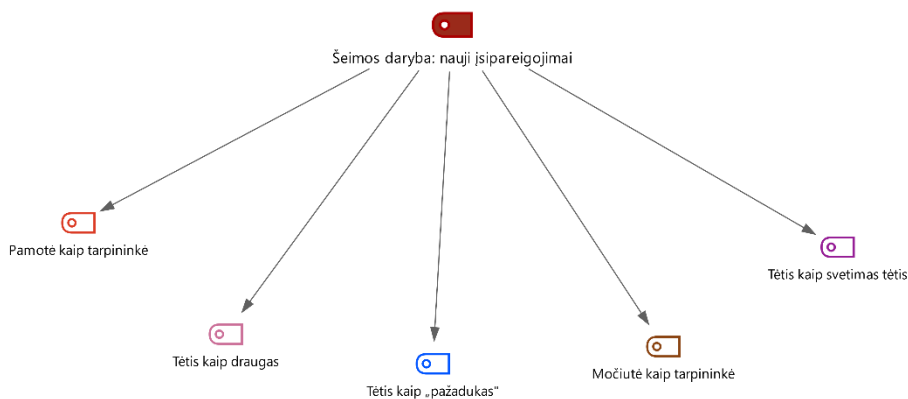 Šeimos daryba: nauji įsipareigojimai
Pamotė kaip tarpininkė
Tėtis kaip svetimas tėtis
Tėtis kaip draugas
Tėtis kaip „pažadukas“
Močiutė kaip tarpininkė